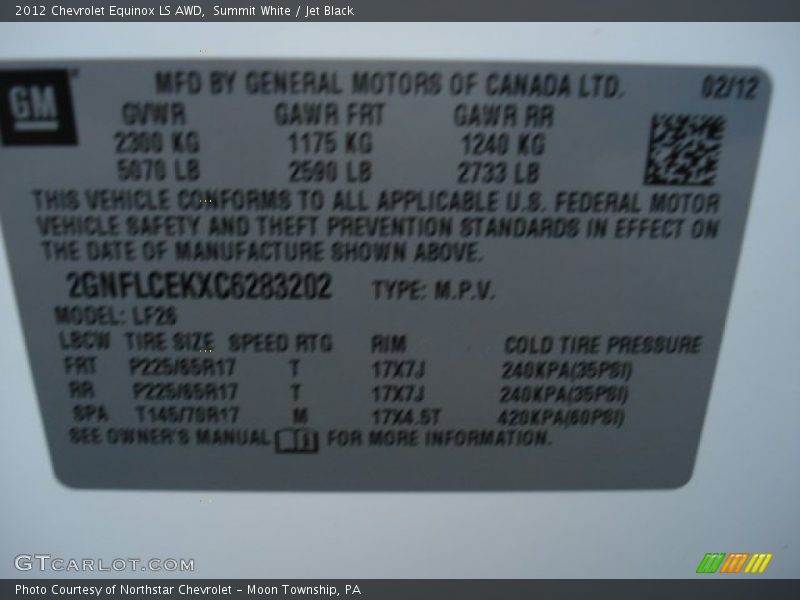 2012 Chevrolet Equinox LS AWD, Summit White / Jet Black
GM
MFD BY GENERAL MOTORS OF CANADA LTD. 02/12
GVWR GAWR FRT GAWR RR
2300 KG 1175 KG 1240 KG
5070 LB 2590 LB 2733 LB
THIS VEHICLE CONFORMS TO ALL APPLICABLE U.S. FEDERAL MOTOR
VEHICLE SAFETY AND THEFT PREVENTION STANDARDS IN EFFECT ON
THE DATE OF MANUFACTURE SHOWN ABOVE.
2GNFLCEKXC6283202 TYPE: M.P.V.
MODEL: LF26
LBCW TIRE SIZE SPEED RTG RIM COLD TIRE PRESSURE
FRT P225/65R17 T 17X7J 240KPA(35PSI)
RR P225/65R17 T 17X7J 240KPA(35PSI)
SPA T145/70R17 M 17X4.5T 420KPA(60PSI)
SEE OWNER'S MANUAL FOR MORE INFORMATION.
GTCARLOT.COM
Photo Courtesy of Northstar Chevrolet - Moon Township, PA